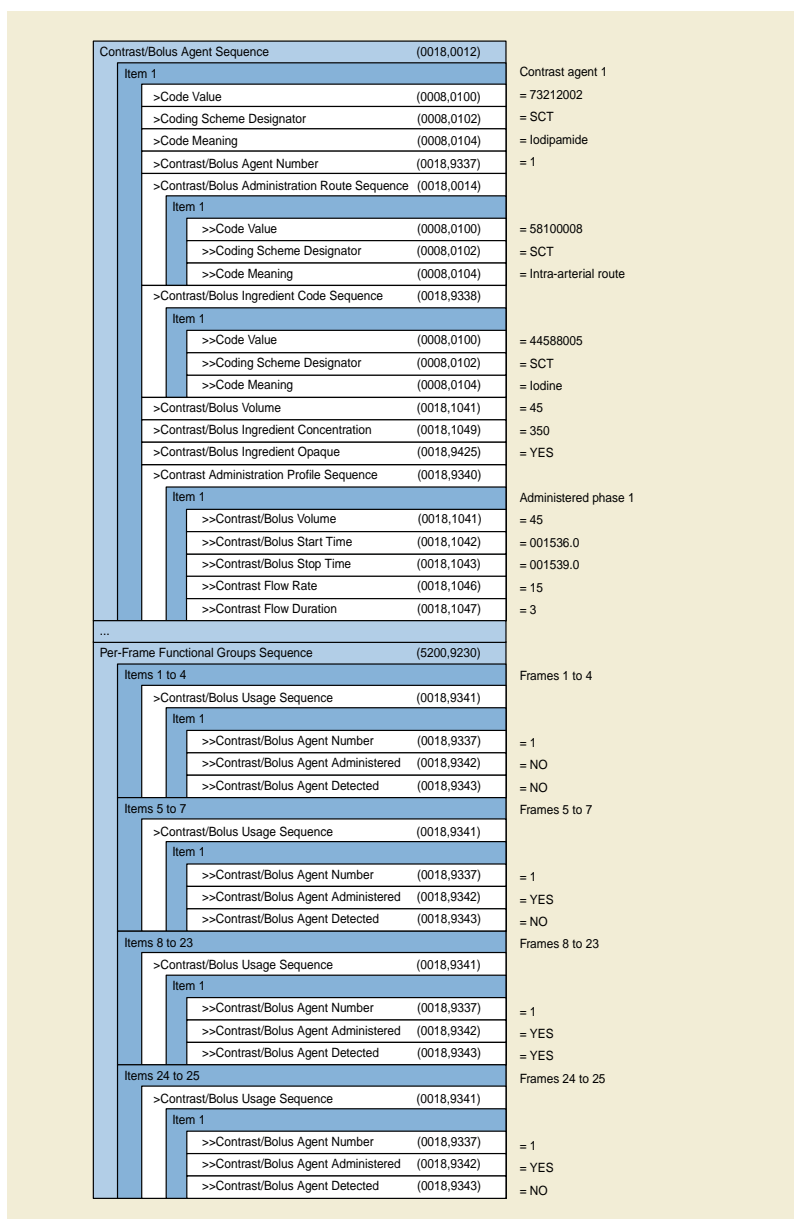 Contrast/Bolus Agent Sequence (0018,0012)
Item 1 Contrast agent 1
>Code Value (0008,0100) = 73212002
>Coding Scheme Designator (0008,0102) = SCT
>Code Meaning (0008,0104) = Iodipamide
>Contrast/Bolus Agent Number (0018,9337) = 1
>Contrast/Bolus Administration Route Sequence (0018,0014)
Item 1
>>Code Value (0008,0100) = 58100008
>>Coding Scheme Designator (0008,0102) = SCT
>>Code Meaning (0008,0104) = Intra-arterial route
>Contrast/Bolus Ingredient Code Sequence (0018,9338)
Item 1
>>Code Value (0008,0100) = 44588005
>>Coding Scheme Designator (0008,0102) = SCT
>>Code Meaning (0008,0104) = Iodine
>Contrast/Bolus Volume (0018,1041) = 45
>Contrast/Bolus Ingredient Concentration (0018,1049) = 350
>Contrast/Bolus Ingredient Opaque (0018,9425) = YES
>Contrast Administration Profile Sequence (0018,9340)
Item 1 Administered phase 1
>>Contrast/Bolus Volume (0018,1041) = 45
>>Contrast/Bolus Start Time (0018,1042) = 001536.0
>>Contrast/Bolus Stop Time (0018,1043) = 001539.0
>>Contrast Flow Rate (0018,1046) = 15
>>Contrast Flow Duration (0018,1047) = 3
...
Per-Frame Functional Groups Sequence (5200,9230)
Items 1 to 4 Frames 1 to 4
>Contrast/Bolus Usage Sequence (0018,9341)
Item 1
>>Contrast/Bolus Agent Number (0018,9337) = 1
>>Contrast/Bolus Agent Administered (0018,9342) = NO
>>Contrast/Bolus Agent Detected (0018,9343) = NO
Items 5 to 7 Frames 5 to 7
>Contrast/Bolus Usage Sequence (0018,9341)
Item 1
>>Contrast/Bolus Agent Number (0018,9337) = 1
>>Contrast/Bolus Agent Administered (0018,9342) = YES
>>Contrast/Bolus Agent Detected (0018,9343) = NO
Items 8 to 23 Frames 8 to 23
>Contrast/Bolus Usage Sequence (0018,9341)
Item 1
>>Contrast/Bolus Agent Number (0018,9337) = 1
>>Contrast/Bolus Agent Administered (0018,9342) = YES
>>Contrast/Bolus Agent Detected (0018,9343) = YES
Items 24 to 25 Frames 24 to 25
>Contrast/Bolus Usage Sequence (0018,9341)
Item 1
>>Contrast/Bolus Agent Number (0018,9337) = 1
>>Contrast/Bolus Agent Administered (0018,9342) = YES
>>Contrast/Bolus Agent Detected (0018,9343) = NO